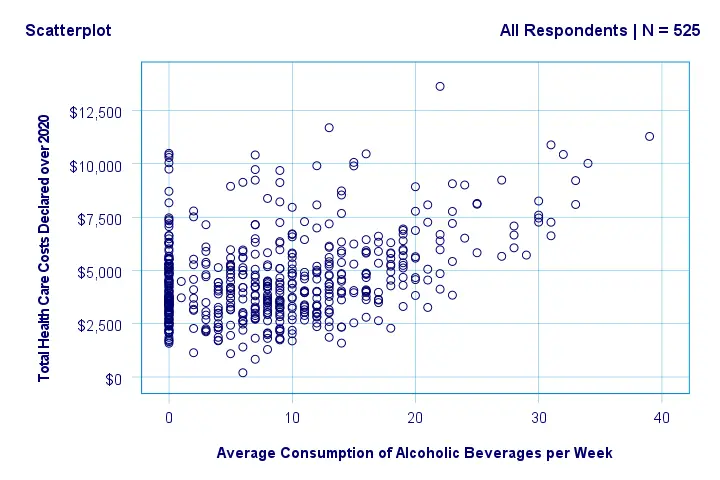 Scatterplot
All Respondents | N = 525
Total Health Care Costs Declared over 2020
$12,500
$10,000
$7,500
$5,000
$2,500
$0
0 10 20 30 40
Average Consumption of Alcoholic Beverages per Week